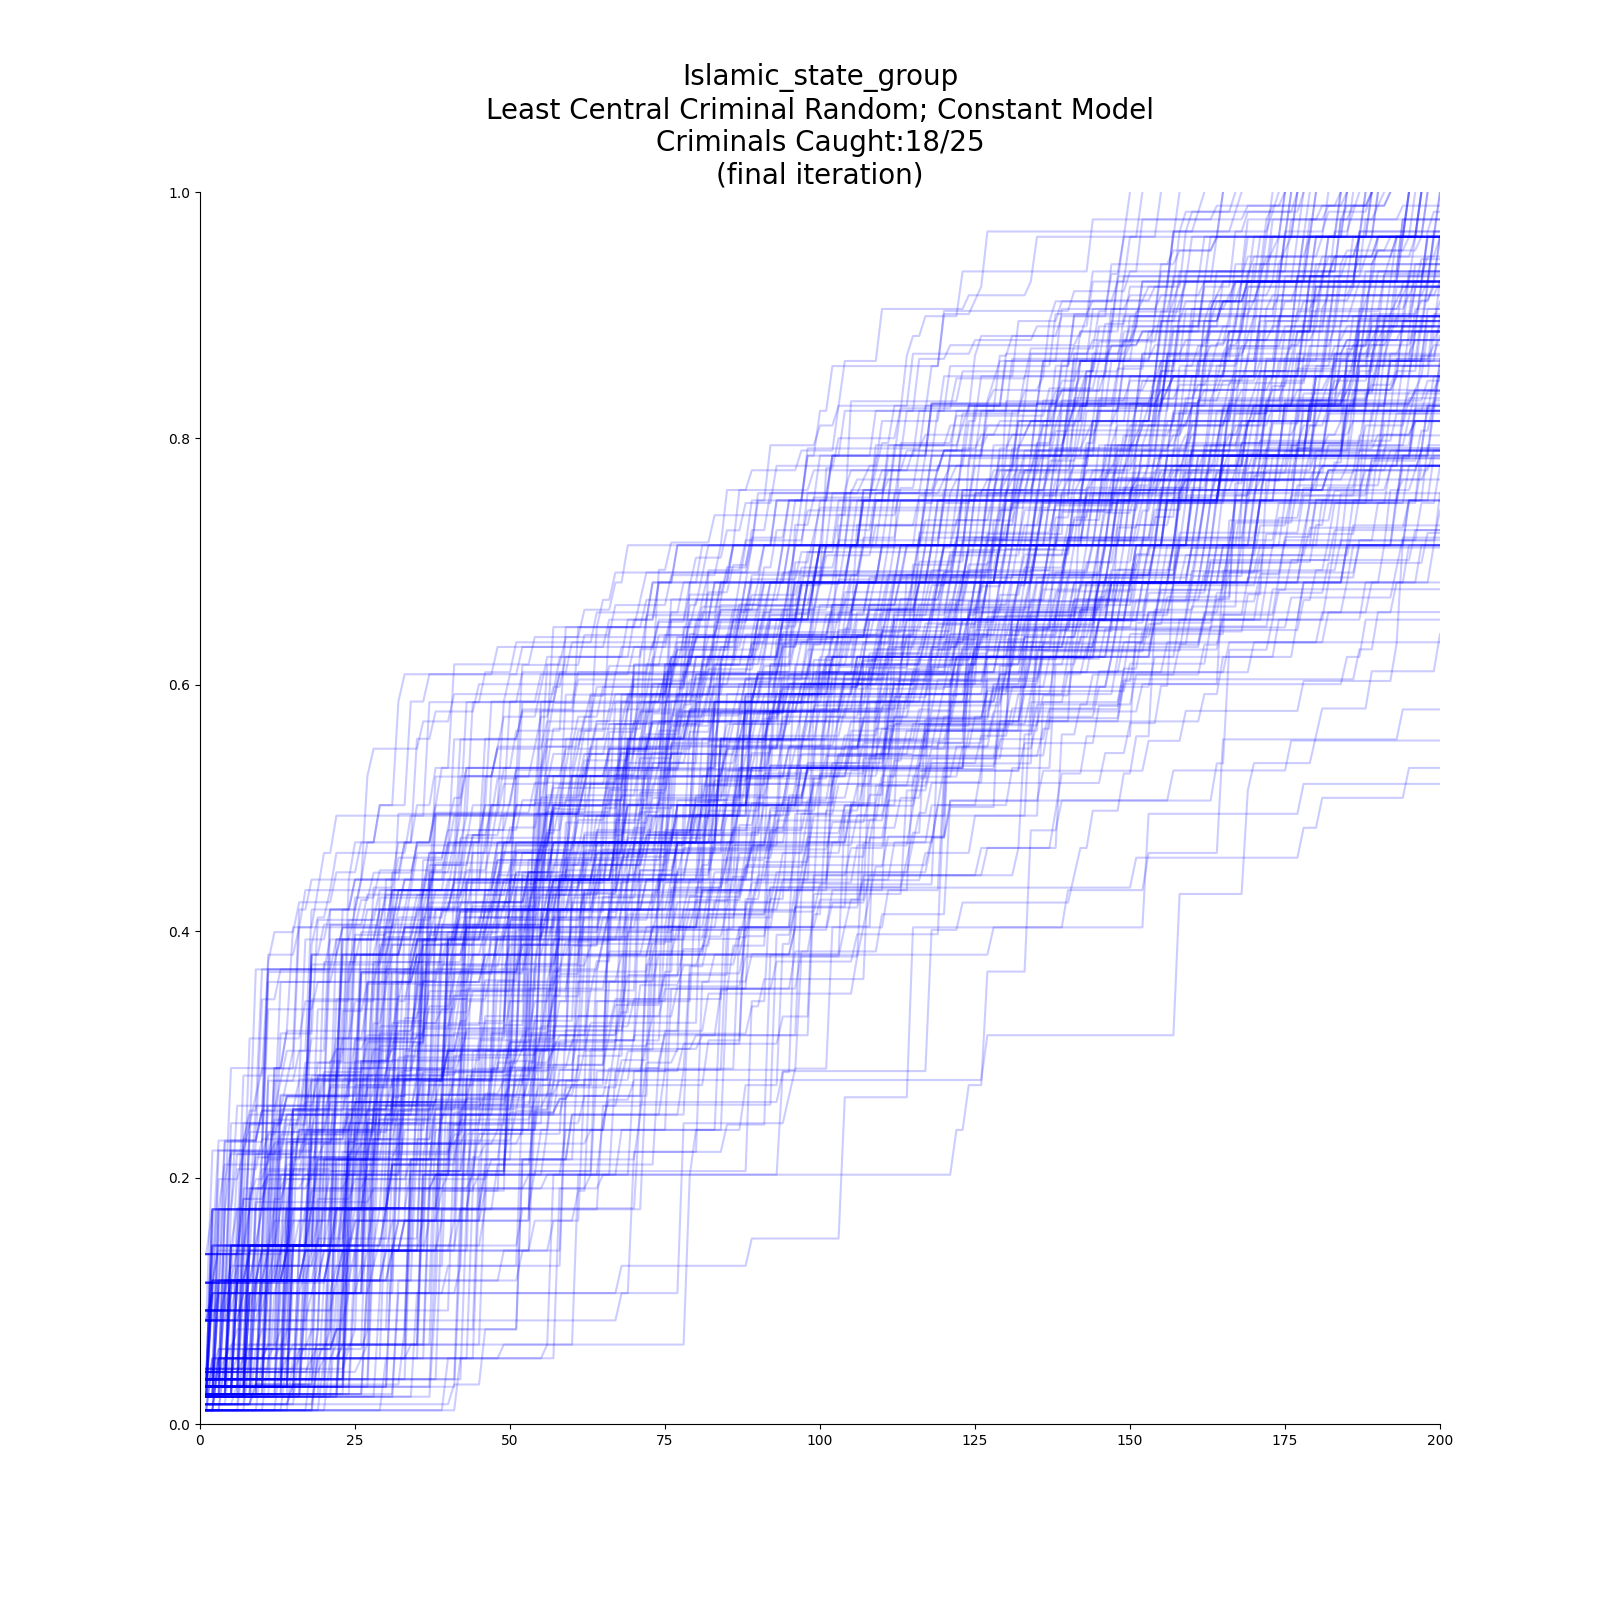 Islamic_state_group
Least Central Criminal Random; Constant Model
Criminals Caught:18/25
(final iteration)
1.0
0.8
0.6
0.4
0.2
0.0
0 25 50 75 100 125 150 175 200